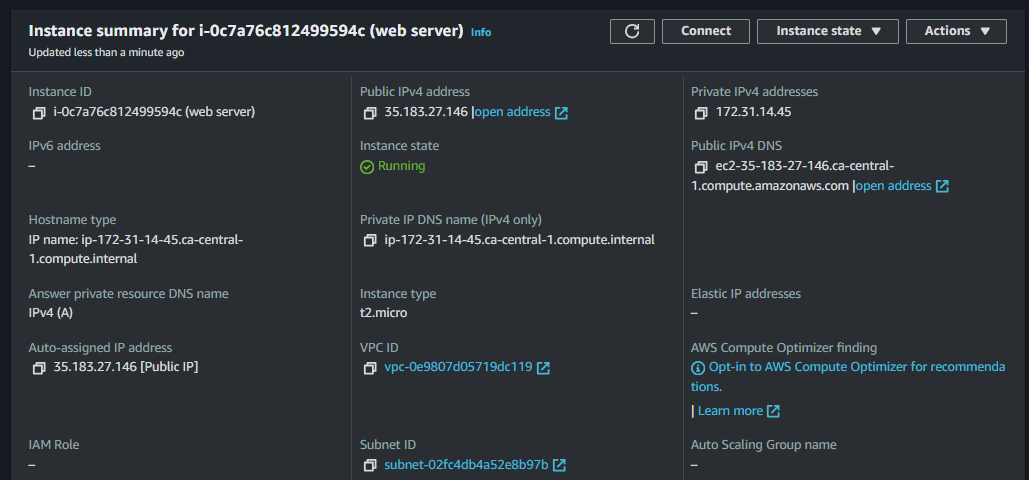 Instance summary for i-0c7a76c812499594c (web server) Info
Updated less than a minute ago
Connect
Instance state
Actions
Instance ID
i-0c7a76c812499594c (web server)
Public IPv4 address
35.183.27.146 |open address
Private IPv4 addresses
172.31.14.45
IPv6 address
–
Instance state
Running
Public IPv4 DNS
ec2-35-183-27-146.ca-central-
1.compute.amazonaws.com |open address
Hostname type
IP name: ip-172-31-14-45.ca-central-
1.compute.internal
Private IP DNS name (IPv4 only)
ip-172-31-14-45.ca-central-1.compute.internal
Answer private resource DNS name
IPv4 (A)
Instance type
t2.micro
Elastic IP addresses
–
Auto-assigned IP address
35.183.27.146 [Public IP]
VPC ID
vpc-0e9807d05719dc119
AWS Compute Optimizer finding
Opt-in to AWS Compute Optimizer for recommenda
tions.
| Learn more
IAM Role
–
Subnet ID
subnet-02fc4db4a52e8b97b
Auto Scaling Group name
–